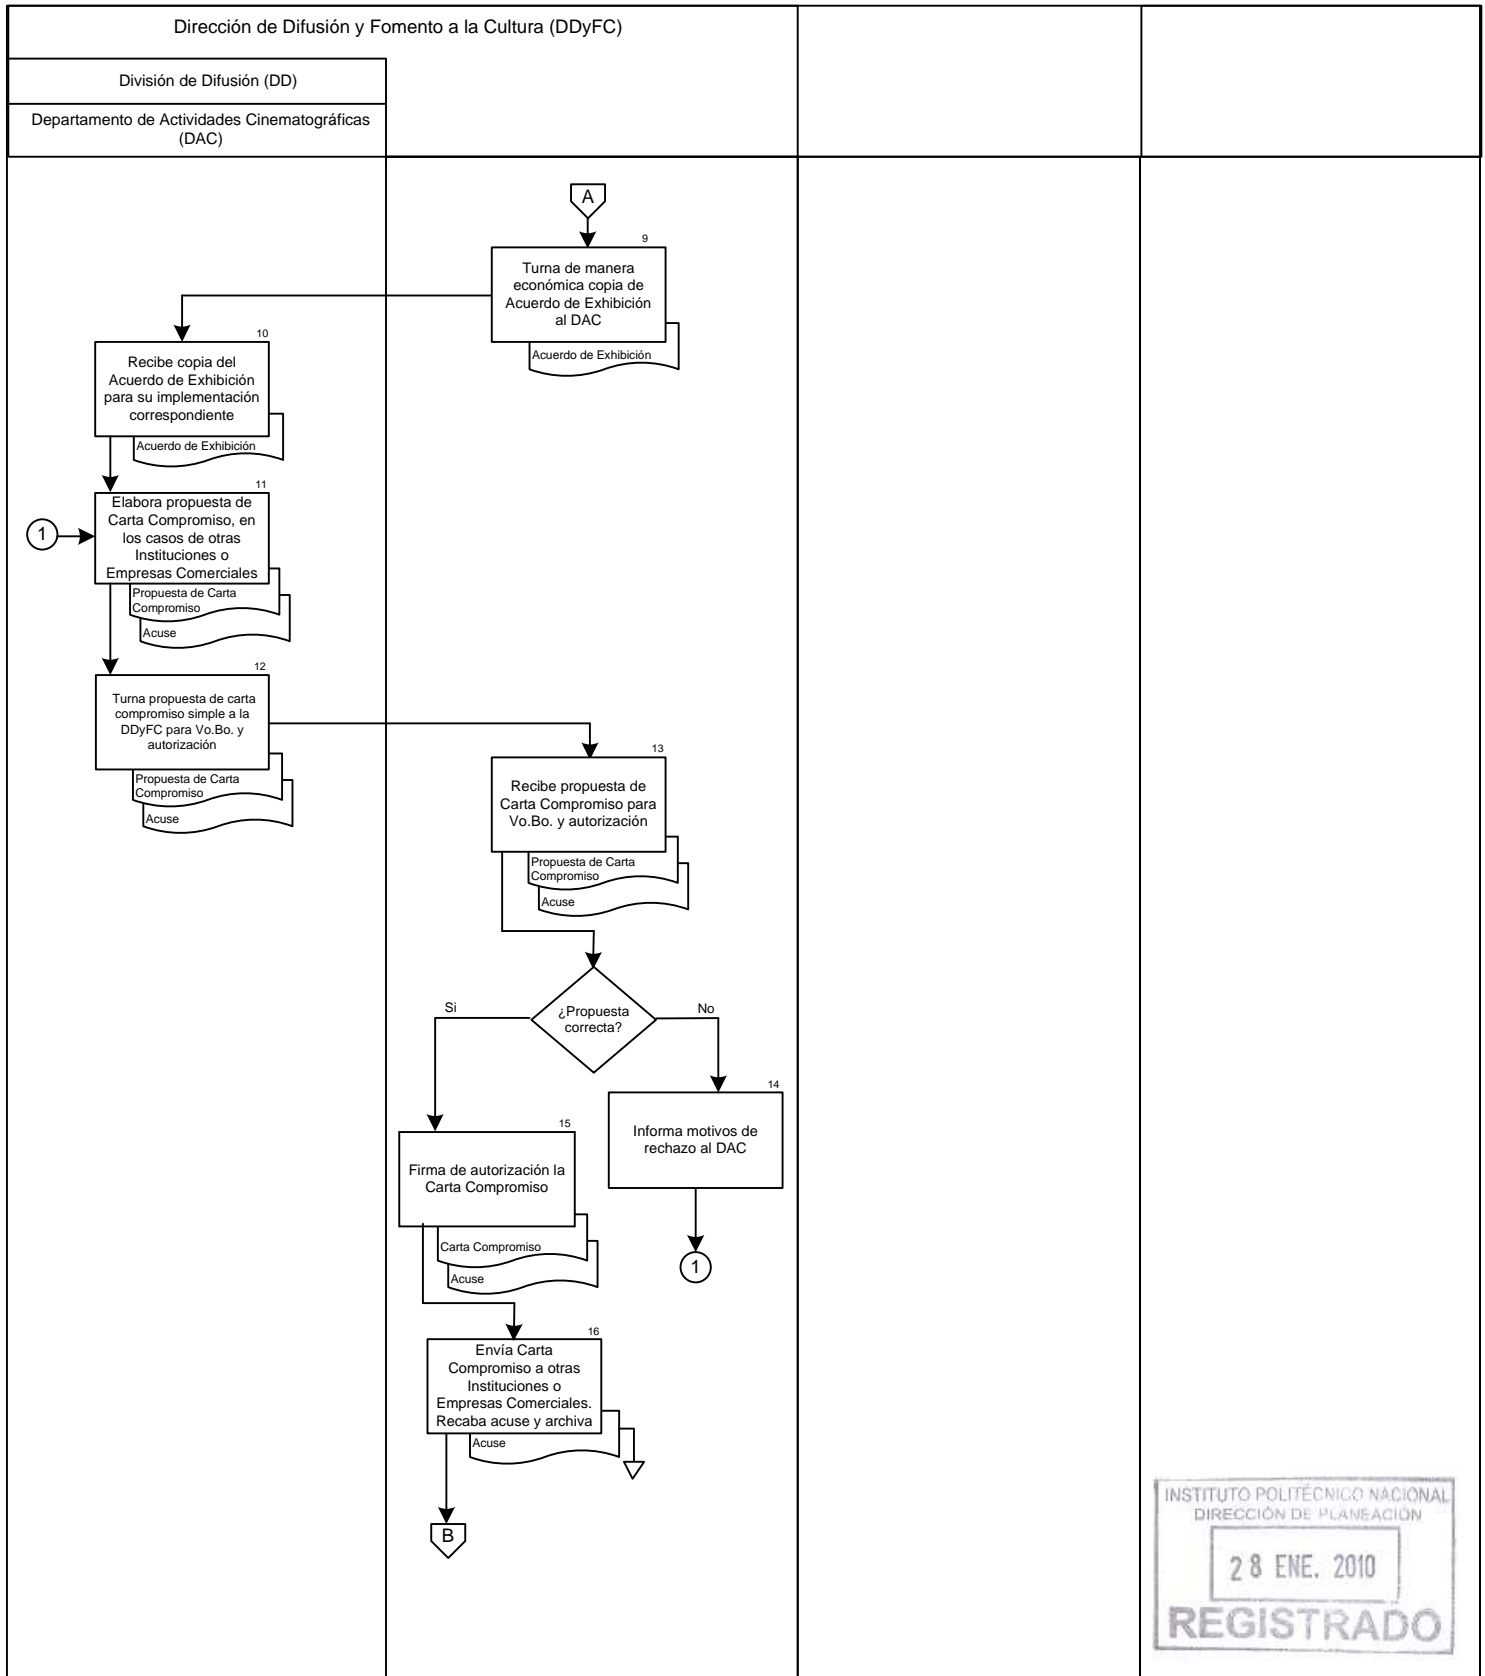 Dirección de Difusión y Fomento a la Cultura (DDyFC)
División de Difusión (DD)
Departamento de Actividades Cinematográficas
(DAC)
A
9
Turna de manera
económica copia de
Acuerdo de Exhibición
al DAC
Acuerdo de Exhibición
10
Recibe copia del
Acuerdo de Exhibición
para su implementación
correspondiente
Acuerdo de Exhibición
11
Elabora propuesta de
Carta Compromiso, en
los casos de otras
Instituciones o
Empresas Comerciales
1
Propuesta de Carta
Compromiso
Acuse
12
Turna propuesta de carta
compromiso simple a la
DDyFC para Vo.Bo. y
autorización
Propuesta de Carta
Compromiso
Acuse
13
Recibe propuesta de
Carta Compromiso para
Vo.Bo. y autorización
Propuesta de Carta
Compromiso
Acuse
¿Propuesta
correcta?
Si
No
14
Informa motivos de
rechazo al DAC
1
15
Firma de autorización la
Carta Compromiso
Carta Compromiso
Acuse
16
Envía Carta
Compromiso a otras
Instituciones o
Empresas Comerciales.
Recaba acuse y archiva
Acuse
B
INSTITUTO POLITÉCNICO NACIONAL
DIRECCIÓN DE PLANEACIÓN
28 ENE. 2010
REGISTRADO